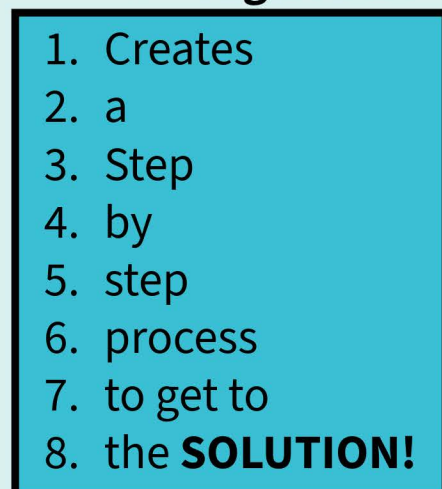 1. Creates
2. a
3. Step
4. by
5. step
6. process
7. to get to
8. the SOLUTION!